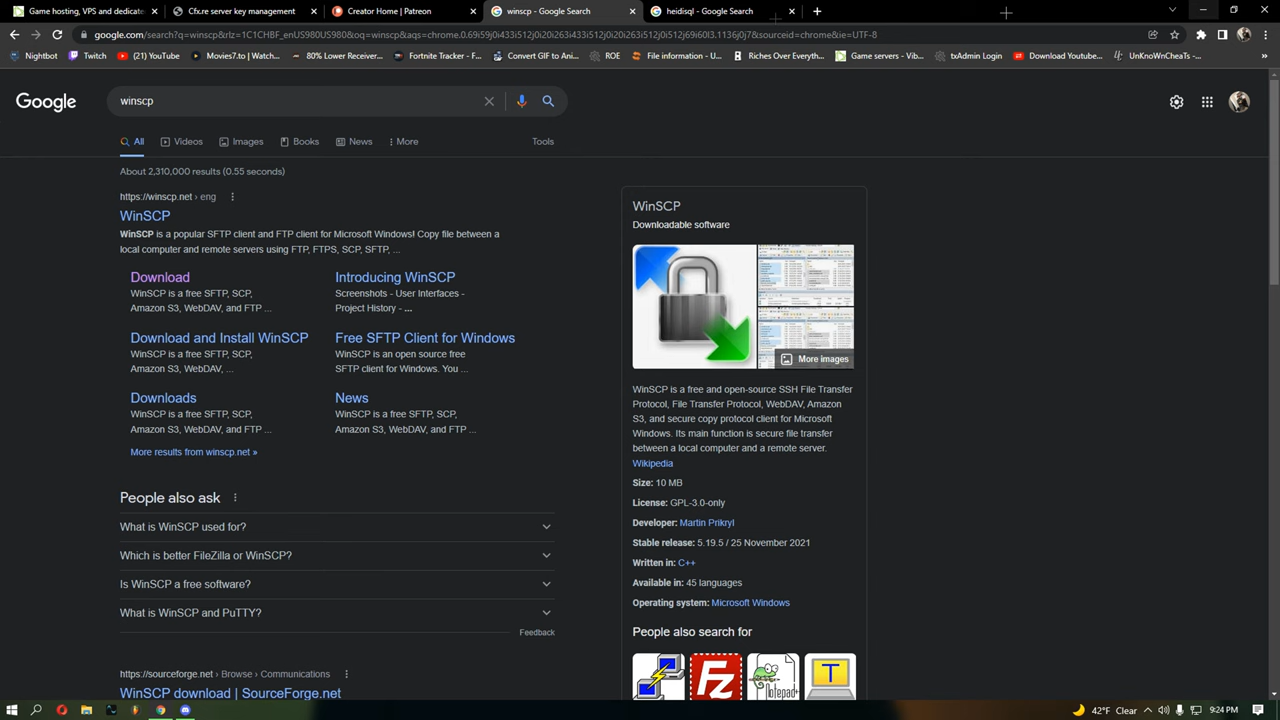 Game hosting, VPS and dedicate
Cfx.re server key management
Creator Home | Patreon
winscp - Google Search
heidisql - Google Search
google.com/search?q=winscp&rlz=1C1CHBF_enUS980US980&oq=winscp&aqs=chrome.0.69i59j0i433i512j0i20i263i433i512j0i20i263i512j0i512j69i60l3.1136j0j7&sourceid=chrome&ie=UTF-8
Nightbot
Twitch
(21) YouTube
Movies7.to | Watch...
80% Lower Receiver...
Fortnite Tracker - F...
Convert GIF to Ani...
ROE
File information - U...
Riches Over Everyth...
Game servers - Vib...
txAdmin Login
Download Youtube...
UnKnoWnCheaTs -...
Google
winscp
All
Videos
Images
Books
News
More
Tools
About 2,310,000 results (0.55 seconds)
https://winscp.net › eng
WinSCP
WinSCP is a popular SFTP client and FTP client for Microsoft Windows! Copy file between a
local computer and remote servers using FTP, FTPS, SCP, SFTP, ...
Download
WinSCP is a free SFTP, SCP,
Amazon S3, WebDAV, and FTP ...
Introducing WinSCP
Screenshots - User Interfaces -
Project History - ...
Download and Install WinSCP
WinSCP is a free SFTP, SCP,
Amazon S3, WebDAV, ...
Free SFTP Client for Windows
WinSCP is an open source free
SFTP client for Windows. You ...
Downloads
WinSCP is a free SFTP, SCP,
Amazon S3, WebDAV, and FTP ...
News
WinSCP is a free SFTP, SCP,
Amazon S3, WebDAV, and FTP ...
More results from winscp.net »
People also ask
What is WinSCP used for?
Which is better FileZilla or WinSCP?
Is WinSCP a free software?
What is WinSCP and PuTTY?
Feedback
https://sourceforge.net › Browse › Communications
WinSCP download | SourceForge.net
WinSCP
Downloadable software
More images
WinSCP is a free and open-source SSH File Transfer
Protocol, File Transfer Protocol, WebDAV, Amazon
S3, and secure copy protocol client for Microsoft
Windows. Its main function is secure file transfer
between a local computer and a remote server.
Wikipedia
Size: 10 MB
License: GPL-3.0-only
Developer: Martin Prikryl
Stable release: 5.19.5 / 25 November 2021
Written in: C++
Available in: 45 languages
Operating system: Microsoft Windows
People also search for
Fz
Notepad+
T
42°F Clear
9:24 PM